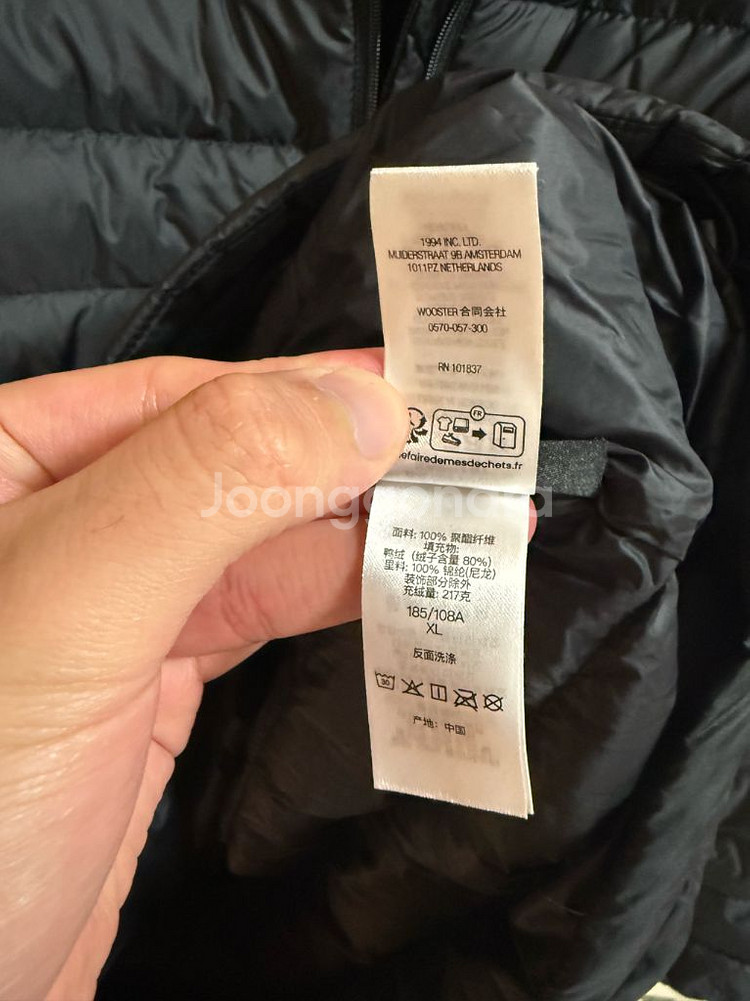 1994 INC. LTD.
MUIDERSTRAAT 9B AMSTERDAM
1011PZ NETHERLANDS
WOOSTER 合同会社
0570-057-300
RN 101837
FR
efairedemesdechets.fr
Joonggonara
面料: 100% 聚酯纤维
填充物:
鸭绒 (绒子含量 80%)
里料: 100% 锦纶(尼龙)
装饰部分除外
充绒量: 217克
185/108A
XL
反面洗涤
30
产地: 中国